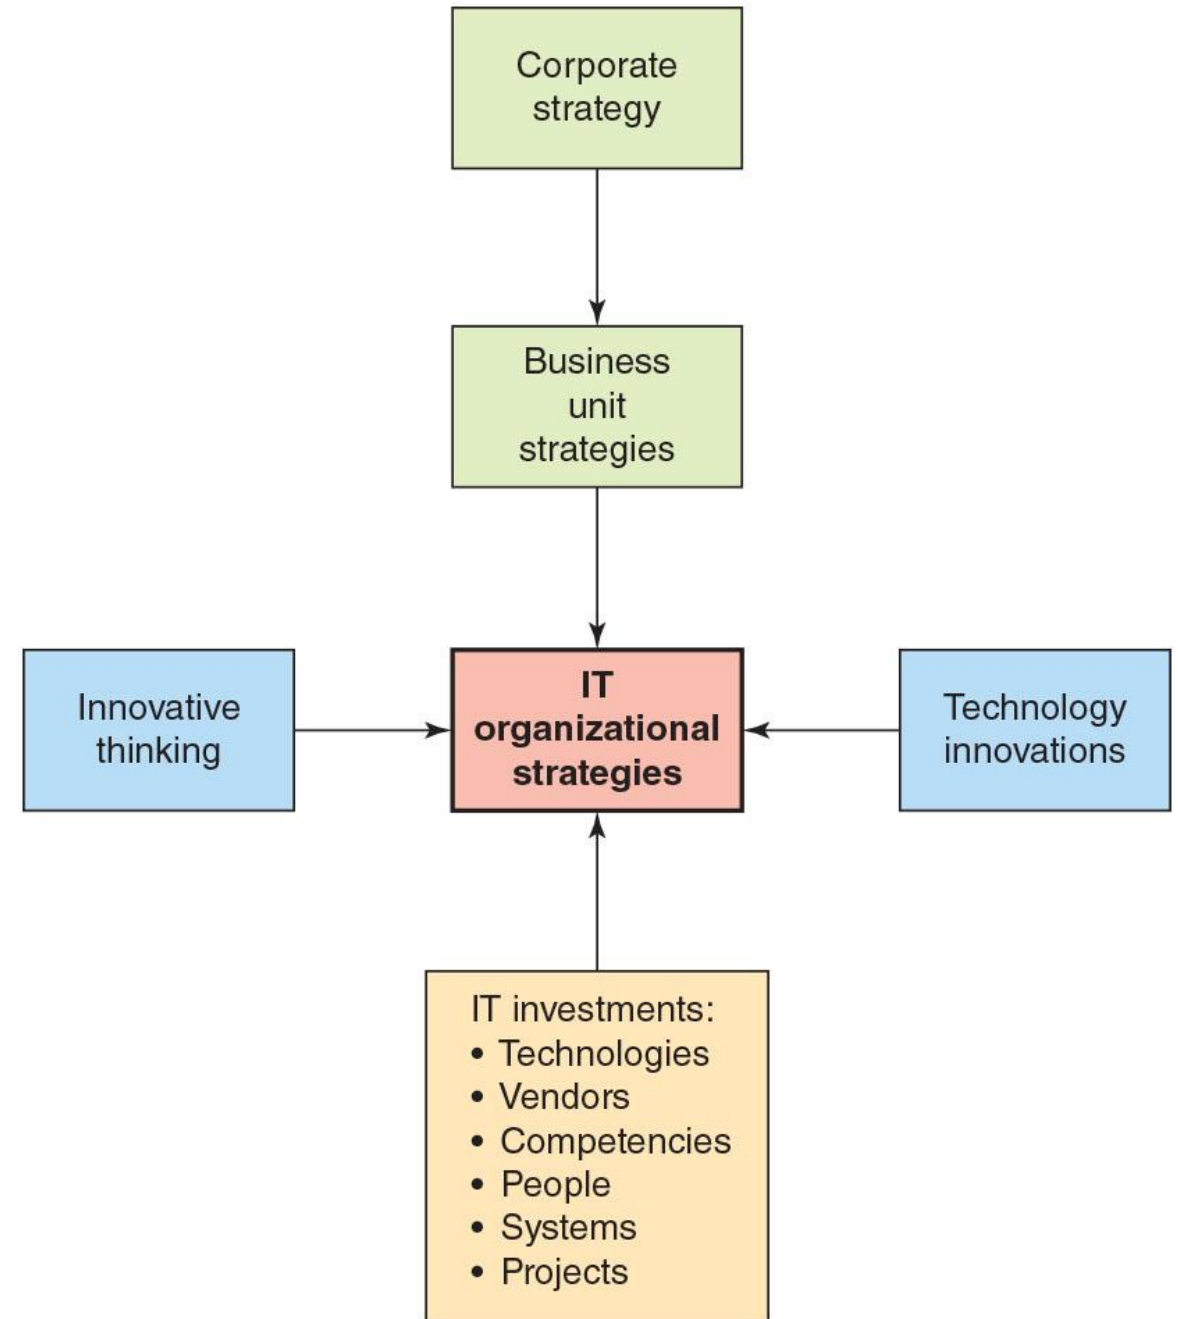 Corporate
strategy
Business
unit
strategies
Innovative
thinking
IT
organizational
strategies
Technology
innovations
IT investments:
• Technologies
• Vendors
• Competencies
• People
• Systems
• Projects